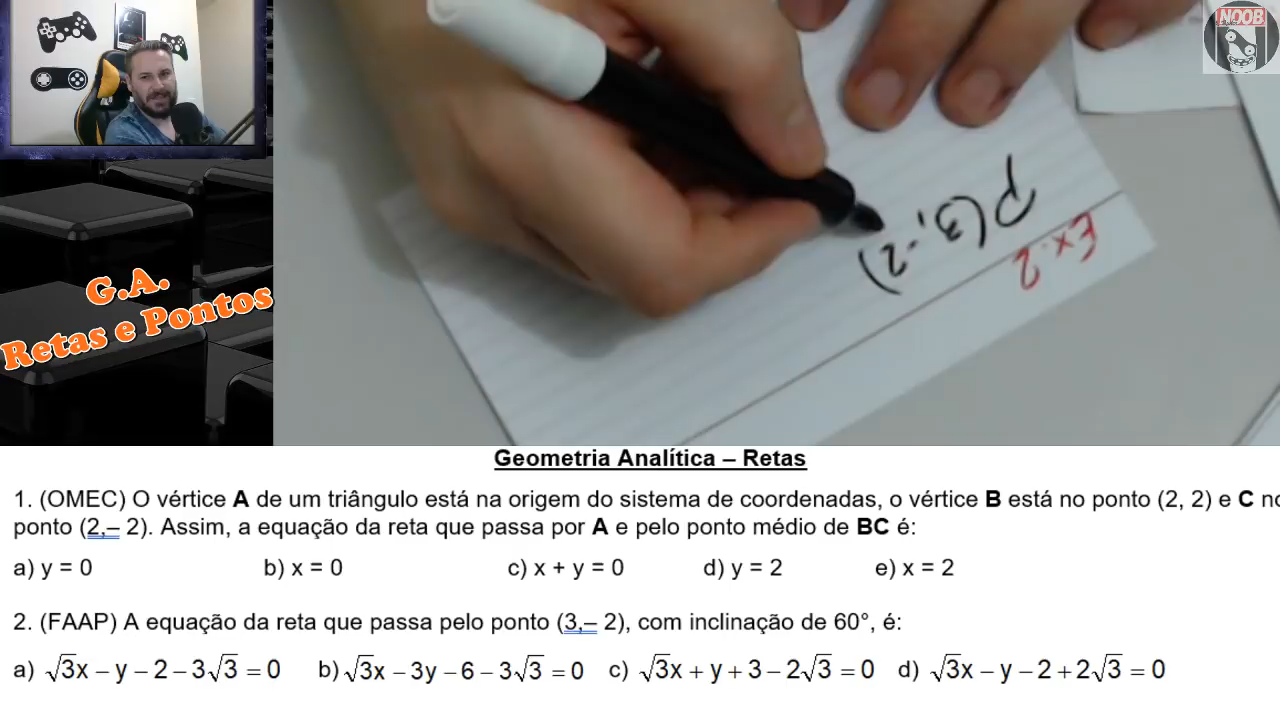 NOOB
Ex.2
P(3,-2)
G.A.
Retas e Pontos
Geometria Analítica – Retas
1. (OMEC) O vértice A de um triângulo está na origem do sistema de coordenadas, o vértice B está no ponto (2, 2) e C no
ponto (2,– 2). Assim, a equação da reta que passa por A e pelo ponto médio de BC é:
a) y = 0 b) x = 0 c) x + y = 0 d) y = 2 e) x = 2
2. (FAAP) A equação da reta que passa pelo ponto (3,– 2), com inclinação de 60°, é:
a) √3x – y – 2 – 3√3 = 0 b) √3x – 3y – 6 – 3√3 = 0 c) √3x + y + 3 – 2√3 = 0 d) √3x – y – 2 + 2√3 = 0